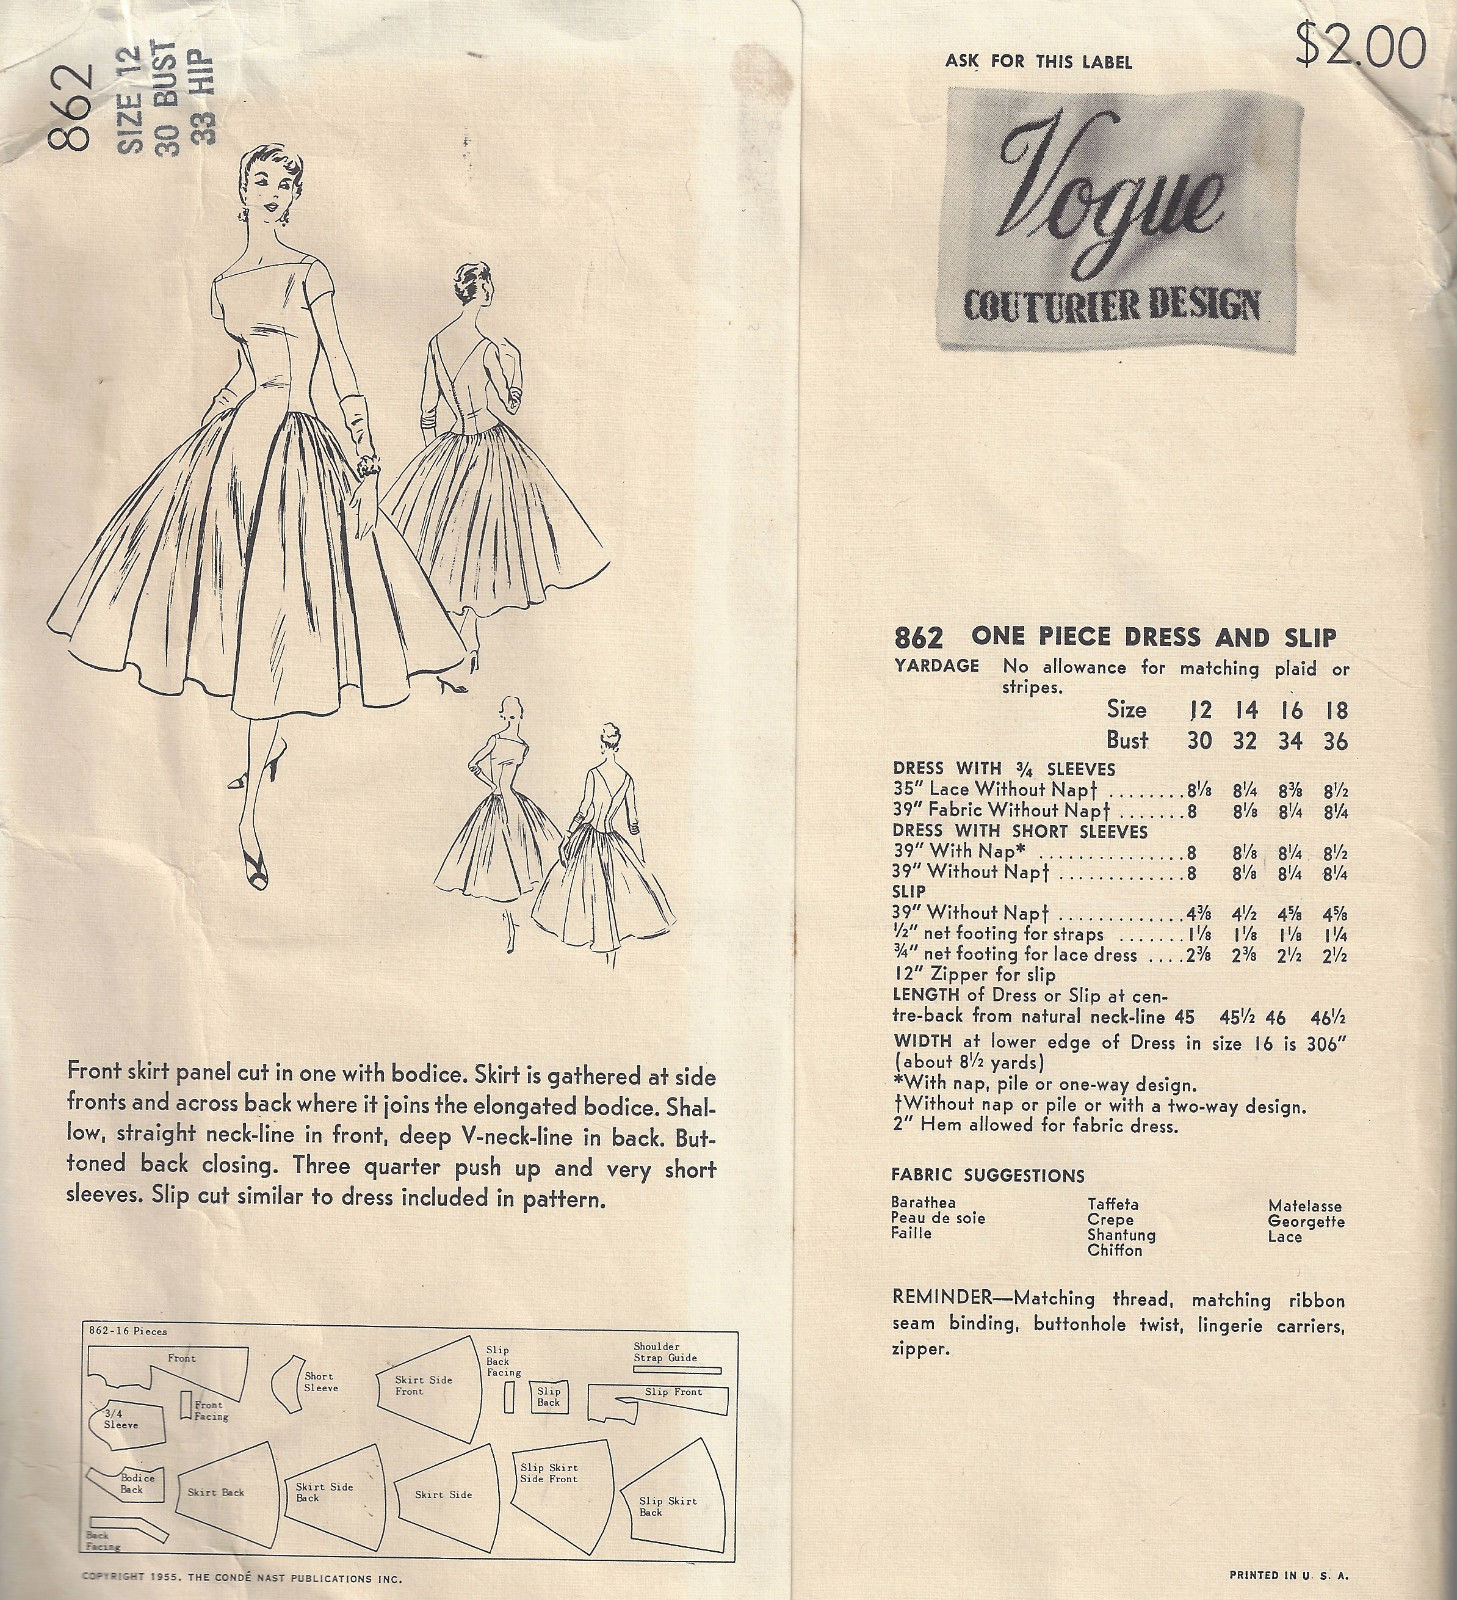 862
SIZE 12
30 BUST
33 HIP
Front skirt panel cut in one with bodice. Skirt is gathered at side
fronts and across back where it joins the elongated bodice. Shal-
low, straight neck-line in front, deep V-neck-line in back. But-
toned back closing. Three quarter push up and very short
sleeves. Slip cut similar to dress included in pattern.
862-16 Pieces
Front
Short
Sleeve
Skirt Side
Front
Slip
Back
Facing
Shoulder
Strap Guide
Slip
Back
Slip Front
Front
Facing
3/4
Sleeve
Bodice
Back
Skirt Back
Skirt Side
Back
Skirt Side
Slip Skirt
Side Front
Slip Skirt
Back
Back
Facing
COPYRIGHT 1955. THE CONDÉ NAST PUBLICATIONS INC.
$2.00
ASK FOR THIS LABEL
Vogue
COUTURIER DESIGN
862 ONE PIECE DRESS AND SLIP
YARDAGE No allowance for matching plaid or
stripes.
Size 12 14 16 18
Bust 30 32 34 36
DRESS WITH ¾ SLEEVES
35" Lace Without Nap† ........8⅛ 8¼ 8⅜ 8½
39" Fabric Without Nap† .......8 8⅛ 8¼ 8¼
DRESS WITH SHORT SLEEVES
39" With Nap* ...............8 8⅛ 8¼ 8½
39" Without Nap† .............8 8⅛ 8¼ 8¼
SLIP
39" Without Nap† .............4⅜ 4½ 4⅝ 4⅝
½" net footing for straps .......1⅛ 1⅛ 1⅛ 1¼
¾" net footing for lace dress ....2⅜ 2⅜ 2½ 2½
12" Zipper for slip
LENGTH of Dress or Slip at cen-
tre-back from natural neck-line 45 45½ 46 46½
WIDTH at lower edge of Dress in size 16 is 306"
(about 8½ yards)
*With nap, pile or one-way design.
†Without nap or pile or with a two-way design.
2" Hem allowed for fabric dress.
FABRIC SUGGESTIONS
Barathea Taffeta Matelasse
Peau de soie Crepe Georgette
Faille Shantung Lace
Chiffon
REMINDER—Matching thread, matching ribbon
seam binding, buttonhole twist, lingerie carriers,
zipper.
PRINTED IN U. S. A.